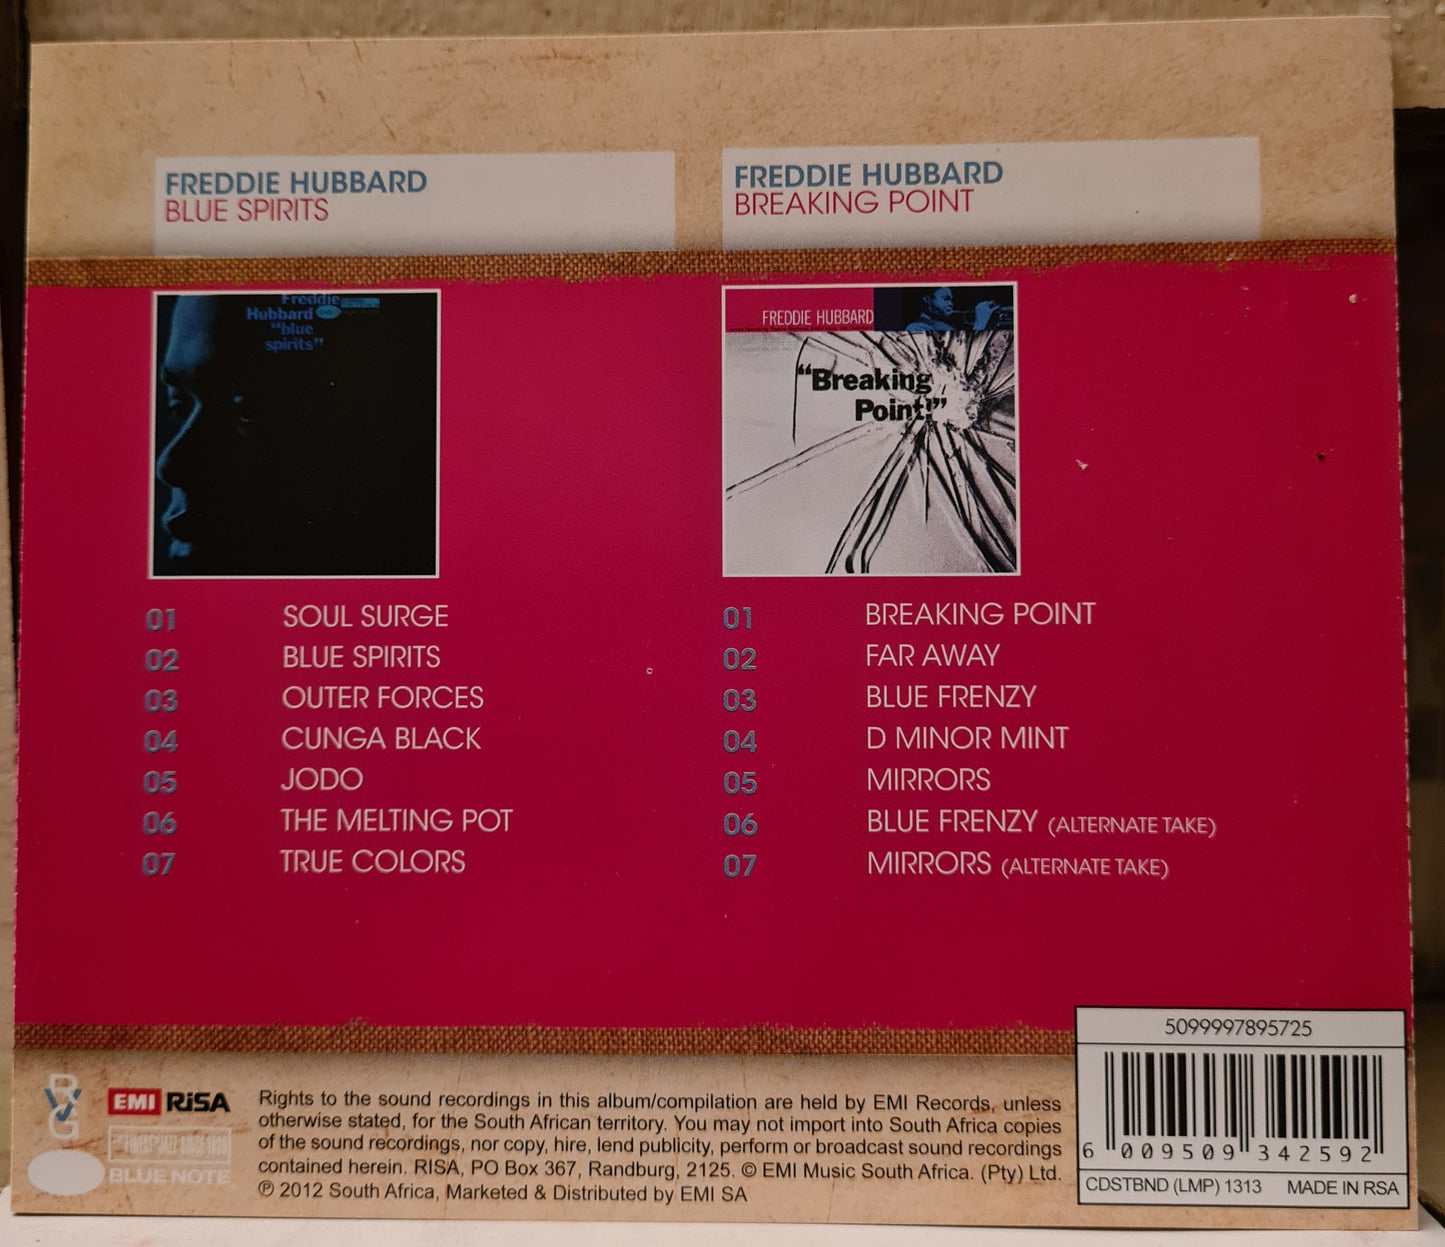 FREDDIE HUBBARD
BLUE SPIRITS
Freddie
Hubbard
"blue
spirits"
01 SOUL SURGE
02 BLUE SPIRITS
03 OUTER FORCES
04 CUNGA BLACK
05 JODO
06 THE MELTING POT
07 TRUE COLORS
FREDDIE HUBBARD
BREAKING POINT
FREDDIE HUBBARD
"Breaking
Point!"
01 BREAKING POINT
02 FAR AWAY
03 BLUE FRENZY
04 D MINOR MINT
05 MIRRORS
06 BLUE FRENZY (ALTERNATE TAKE)
07 MIRRORS (ALTERNATE TAKE)
EMI RiSA
BLUE NOTE
Rights to the sound recordings in this album/compilation are held by EMI Records, unless
otherwise stated, for the South African territory. You may not import into South Africa copies
of the sound recordings, nor copy, hire, lend publicity, perform or broadcast sound recordings
contained herein. RISA, PO Box 367, Randburg, 2125. © EMI Music South Africa. (Pty) Ltd.
℗ 2012 South Africa, Marketed & Distributed by EMI SA
5099997895725
6 009509 342592
CDSTBND (LMP) 1313 MADE IN RSA